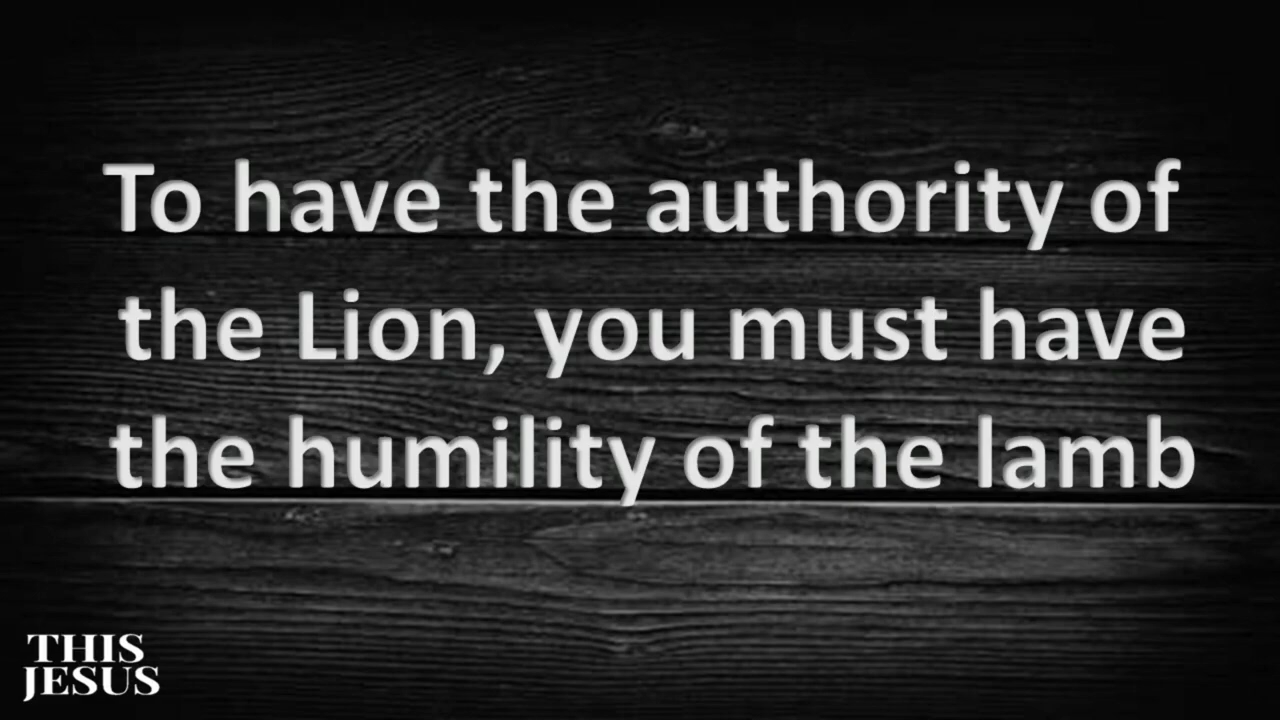 To have the authority of
the Lion, you must have
the humility of the lamb
THIS
JESUS